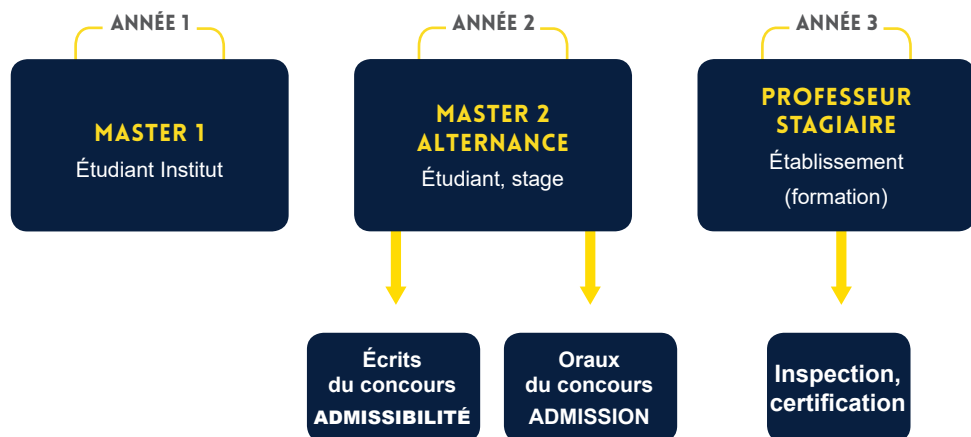 ANNÉE 1
MASTER 1
Étudiant Institut
ANNÉE 2
MASTER 2
ALTERNANCE
Étudiant, stage
ANNÉE 3
PROFESSEUR
STAGIAIRE
Établissement
(formation)
Écrits
du concours
ADMISSIBILITÉ
Oraux
du concours
ADMISSION
Inspection,
certification